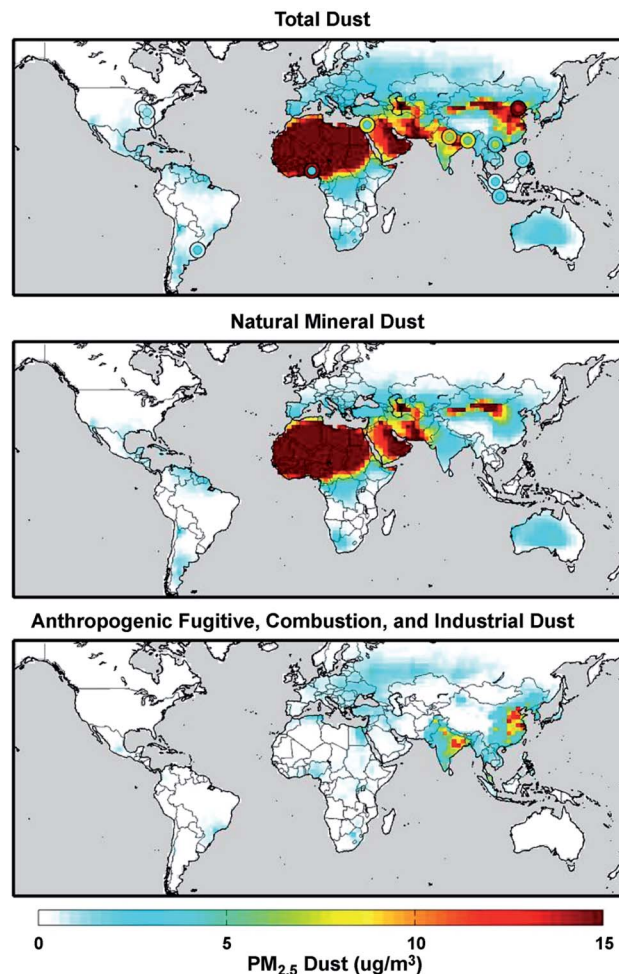 Total Dust
Natural Mineral Dust
Anthropogenic Fugitive, Combustion, and Industrial Dust
0 5 10 15
PM2.5 Dust (ug/m³)